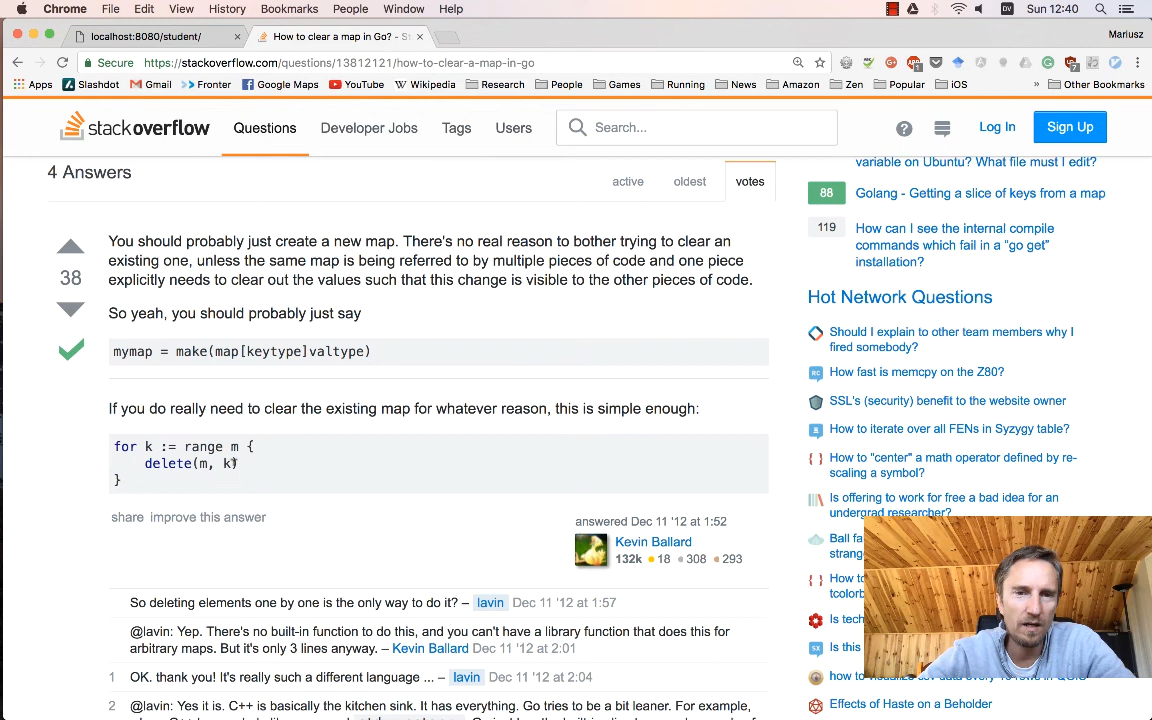 Chrome File Edit View History Bookmarks People Window Help DV Sun 12:40
localhost:8080/student/ How to clear a map in Go? - St Mariusz
Secure https://stackoverflow.com/questions/13812121/how-to-clear-a-map-in-go
Apps Slashdot Gmail Fronter Google Maps YouTube Wikipedia Research People Games Running News Amazon Zen Popular iOS » Other Bookmarks
stackoverflow Questions Developer Jobs Tags Users Search... Log In Sign Up
4 Answers
active oldest votes
You should probably just create a new map. There's no real reason to bother trying to clear an
existing one, unless the same map is being referred to by multiple pieces of code and one piece
explicitly needs to clear out the values such that this change is visible to the other pieces of code.
38
So yeah, you should probably just say
mymap = make(map[keytype]valtype)
If you do really need to clear the existing map for whatever reason, this is simple enough:
for k := range m {
delete(m, k)
}
share improve this answer
answered Dec 11 '12 at 1:52
Kevin Ballard
132k 18 308 293
So deleting elements one by one is the only way to do it? – lavin Dec 11 '12 at 1:57
@lavin: Yep. There's no built-in function to do this, and you can't have a library function that does this for
arbitrary maps. But it's only 3 lines anyway. – Kevin Ballard Dec 11 '12 at 2:01
1 OK. thank you! It's really such a different language ... – lavin Dec 11 '12 at 2:04
2 @lavin: Yes it is. C++ is basically the kitchen sink. It has everything. Go tries to be a bit leaner. For example,
variable on Ubuntu? What file must I edit?
88 Golang - Getting a slice of keys from a map
119 How can I see the internal compile
commands which fail in a “go get”
installation?
Hot Network Questions
Should I explain to other team members why I
fired somebody?
How fast is memcpy on the Z80?
SSL's (security) benefit to the website owner
How to iterate over all FENs in Syzygy table?
How to "center" a math operator defined by re-
scaling a symbol?
Is offering to work for free a bad idea for an
undergrad researcher?
Ball fa
strang
How to
tcolorb
Is tech
Is this
how to
Effects of Haste on a Beholder